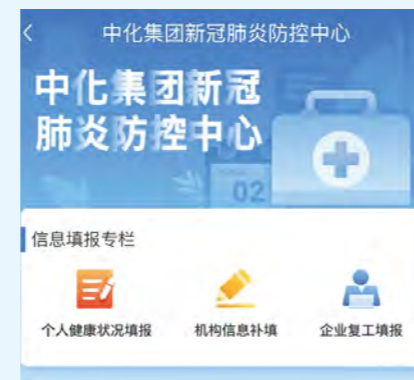 中化集团新冠肺炎防控中心
中化集团新冠
肺炎防控中心
02
信息填报专栏
个人健康状况填报 机构信息补填 企业复工填报